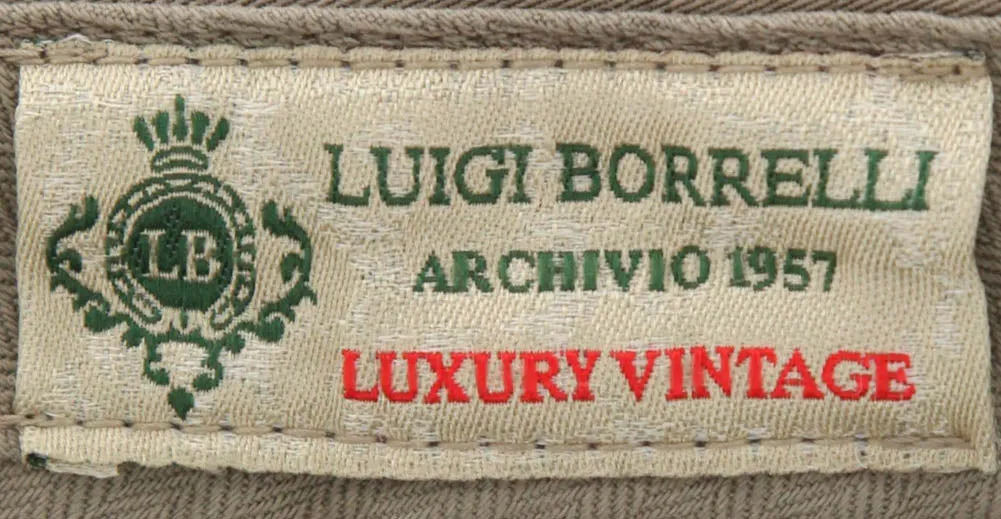 LB
LUIGI BORRELLI
ARCHIVIO 1957
LUXURY VINTAGE